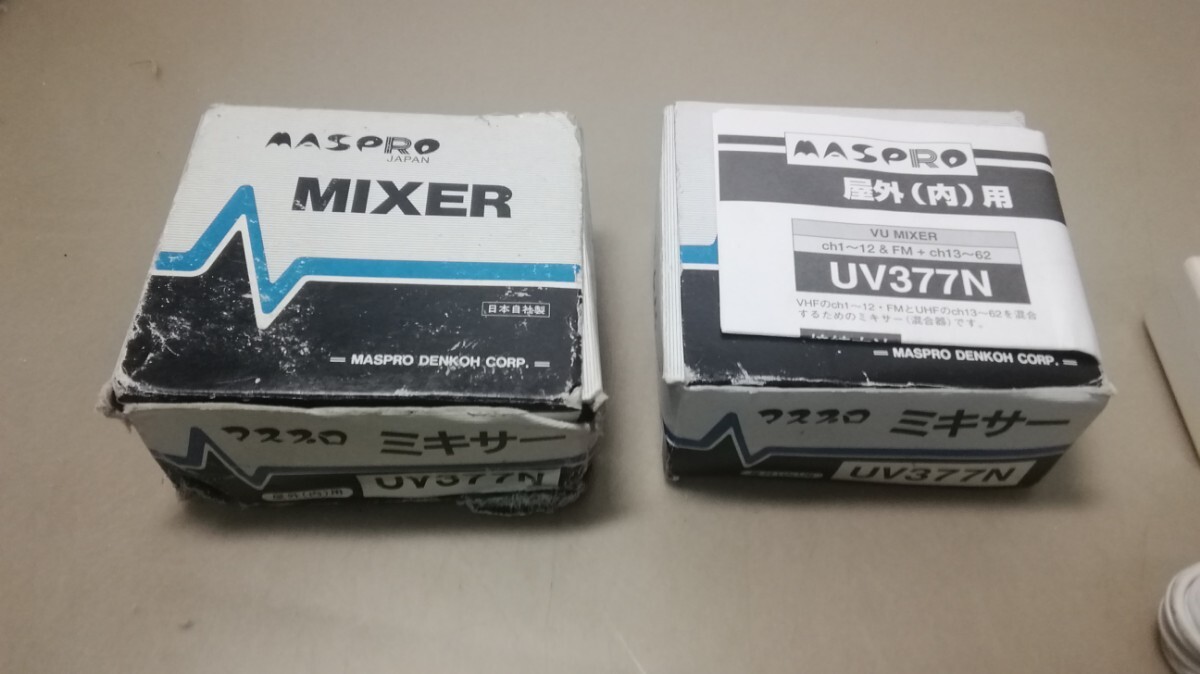 MASPRO
JAPAN
MIXER
日本自社製
MASPRO DENKOH CORP.
マスプロ ミキサー
屋外(内)用
UV377N
MASPRO
屋外(内)用
VU MIXER
ch1〜12 & FM + ch13〜62
UV377N
VHFのch1〜12・FMとUHFのch13〜62を混合
するためのミキサー(混合器)です。
MASPRO DENKOH CORP.
マスプロ ミキサー
UV377N